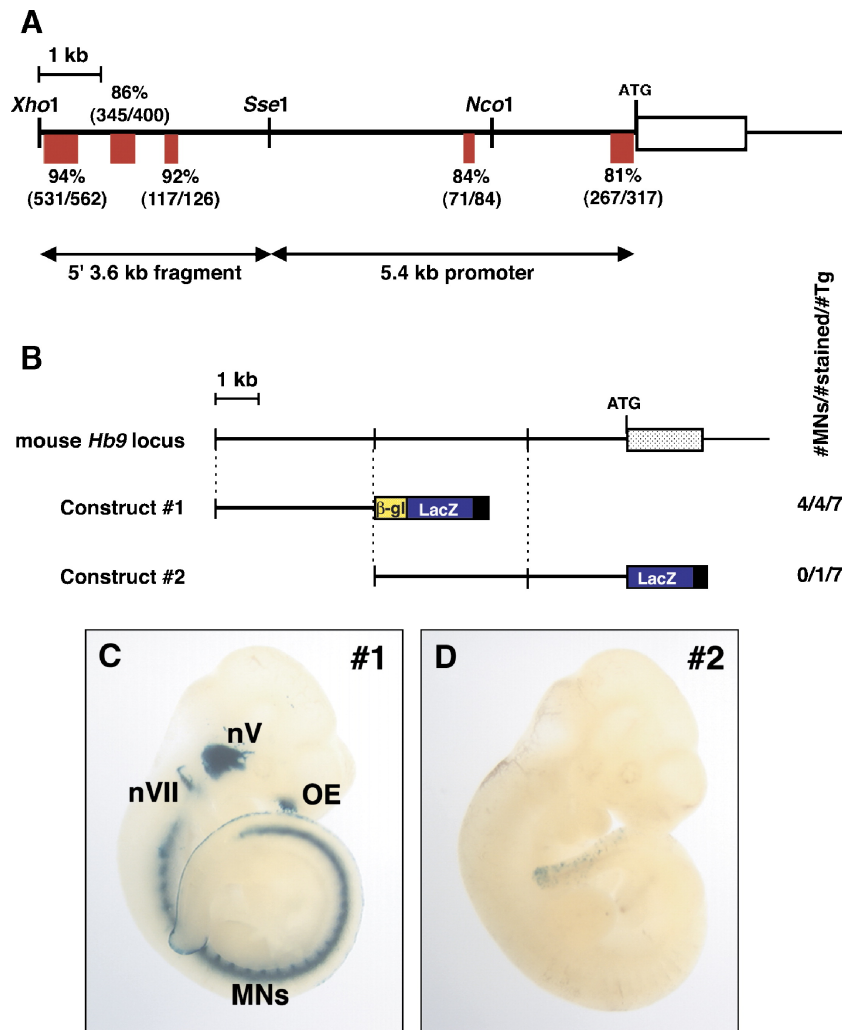 A
1 kb
86%
(345/400)
Xho1
Sse1
Nco1
ATG
94%
(531/562)
92%
(117/126)
84%
(71/84)
81%
(267/317)
5' 3.6 kb fragment
5.4 kb promoter
#MNs/#stained/#Tg
B
1 kb
ATG
mouse Hb9 locus
Construct #1
β-gl
LacZ
4/4/7
Construct #2
LacZ
0/1/7
C
#1
nV
nVII
OE
MNs
D
#2